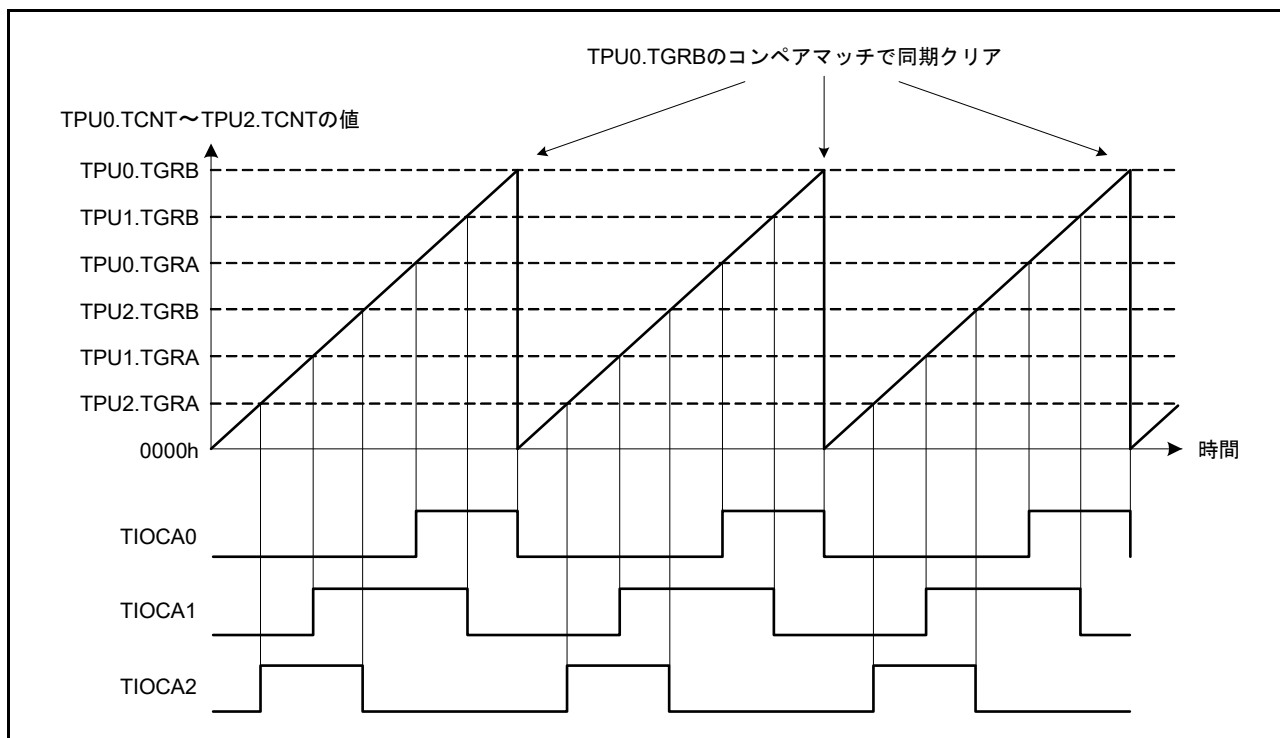 TPU0.TGRBのコンペアマッチで同期クリア
TPU0.TCNT～TPU2.TCNTの値
TPU0.TGRB
TPU1.TGRB
TPU0.TGRA
TPU2.TGRB
TPU1.TGRA
TPU2.TGRA
0000h
時間
TIOCA0
TIOCA1
TIOCA2